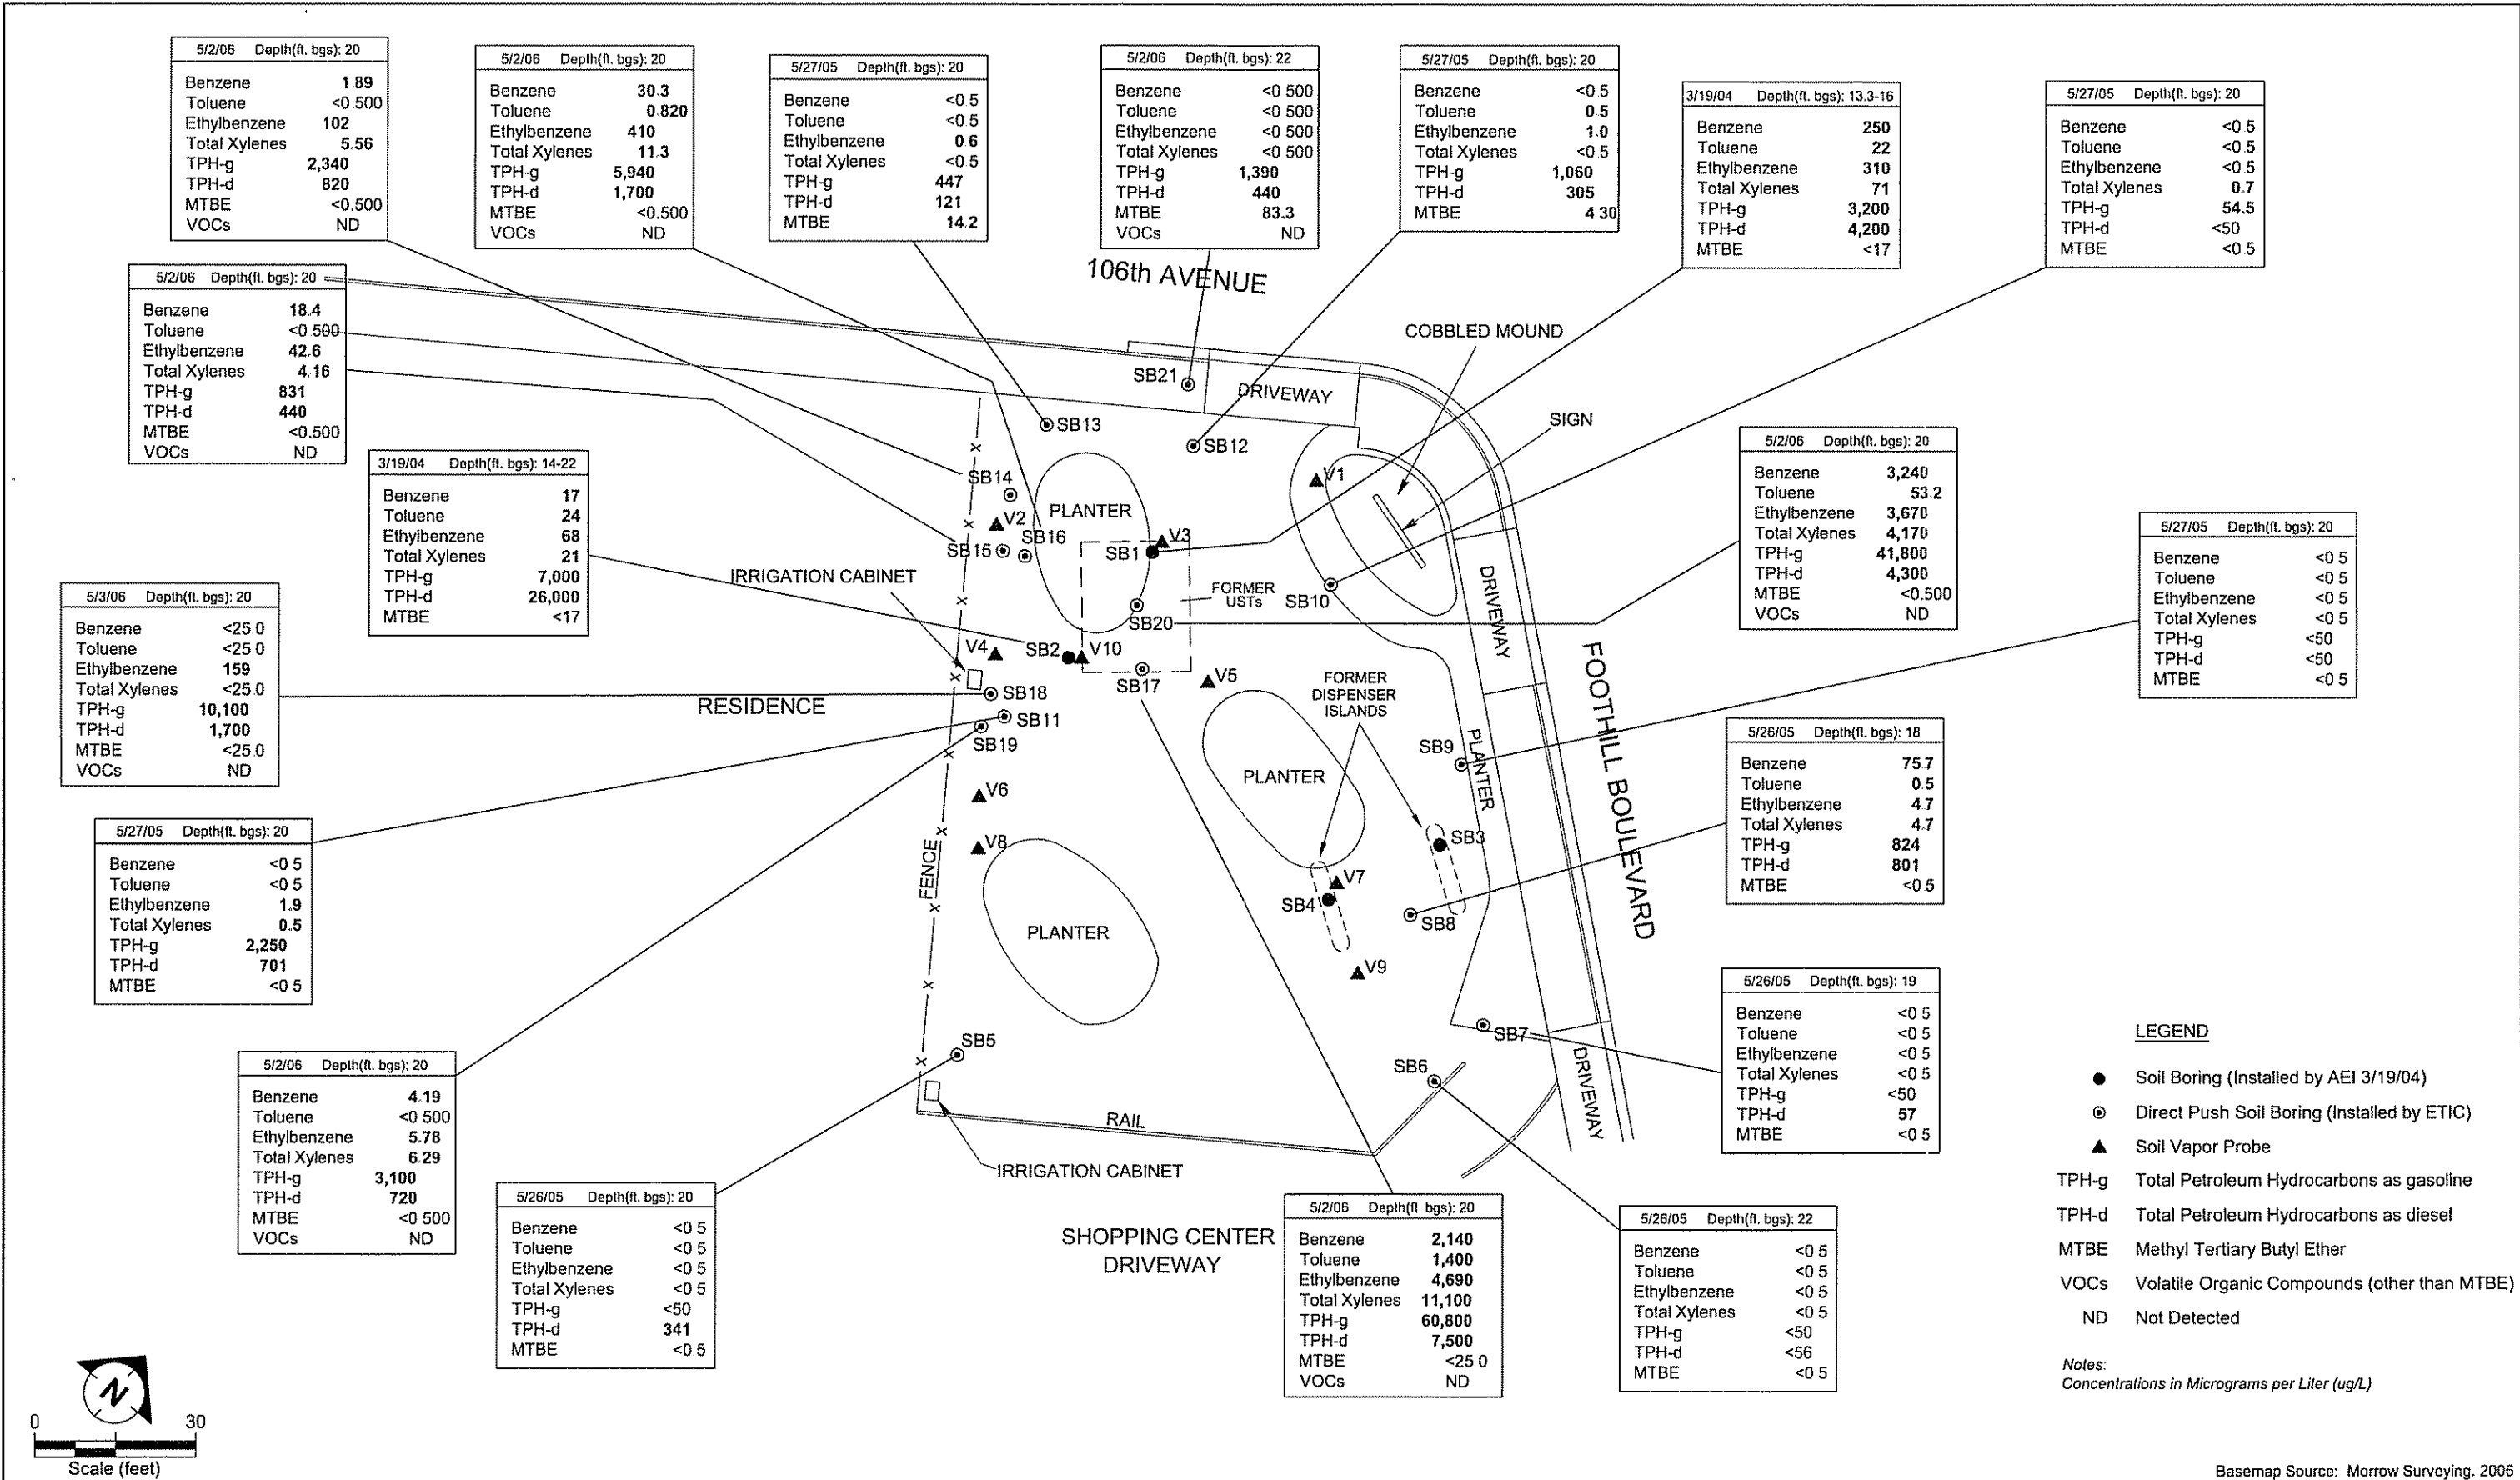 5/2/06 Depth(ft. bgs): 20
Benzene 1.89
Toluene <0.500
Ethylbenzene 102
Total Xylenes 5.56
TPH-g 2,340
TPH-d 820
MTBE <0.500
VOCs ND
5/2/06 Depth(ft. bgs): 20
Benzene 30.3
Toluene 0.820
Ethylbenzene 410
Total Xylenes 11.3
TPH-g 5,940
TPH-d 1,700
MTBE <0.500
VOCs ND
5/27/05 Depth(ft. bgs): 20
Benzene <0.5
Toluene <0.5
Ethylbenzene 0.6
Total Xylenes <0.5
TPH-g 447
TPH-d 121
MTBE 14.2
5/2/06 Depth(ft. bgs): 22
Benzene <0 500
Toluene <0 500
Ethylbenzene <0 500
Total Xylenes <0 500
TPH-g 1,390
TPH-d 440
MTBE 83.3
VOCs ND
5/27/05 Depth(ft. bgs): 20
Benzene <0 5
Toluene 0 5
Ethylbenzene 1.0
Total Xylenes <0 5
TPH-g 1,060
TPH-d 305
MTBE 4 30
3/19/04 Depth(ft. bgs): 13.3-16
Benzene 250
Toluene 22
Ethylbenzene 310
Total Xylenes 71
TPH-g 3,200
TPH-d 4,200
MTBE <17
5/27/05 Depth(ft. bgs): 20
Benzene <0 5
Toluene <0 5
Ethylbenzene <0 5
Total Xylenes 0.7
TPH-g 54.5
TPH-d <50
MTBE <0 5
5/2/06 Depth(ft. bgs): 20
Benzene 18.4
Toluene <0 500
Ethylbenzene 42.6
Total Xylenes 4.16
TPH-g 831
TPH-d 440
MTBE <0.500
VOCs ND
3/19/04 Depth(ft. bgs): 14-22
Benzene 17
Toluene 24
Ethylbenzene 68
Total Xylenes 21
TPH-g 7,000
TPH-d 26,000
MTBE <17
5/3/06 Depth(ft. bgs): 20
Benzene <25.0
Toluene <25 0
Ethylbenzene 159
Total Xylenes <25.0
TPH-g 10,100
TPH-d 1,700
MTBE <25 0
VOCs ND
5/27/05 Depth(ft. bgs): 20
Benzene <0 5
Toluene <0 5
Ethylbenzene 1.9
Total Xylenes 0.5
TPH-g 2,250
TPH-d 701
MTBE <0 5
5/2/06 Depth(ft. bgs): 20
Benzene 4.19
Toluene <0 500
Ethylbenzene 5.78
Total Xylenes 6.29
TPH-g 3,100
TPH-d 720
MTBE <0 500
VOCs ND
5/26/05 Depth(ft. bgs): 20
Benzene <0 5
Toluene <0 5
Ethylbenzene <0 5
Total Xylenes <0 5
TPH-g <50
TPH-d 341
MTBE <0.5
106th AVENUE
COBBLED MOUND
SIGN
SB21
DRIVEWAY
SB13
SB12
SB14
PLANTER
V1
V2
SB16
SB15
SB1
V3
IRRIGATION CABINET
FORMER
USTs
SB10
SB20
DRIVEWAY
V4
SB2
V10
SB17
V5
SB18
RESIDENCE
SB11
SB19
FORMER
DISPENSER
ISLANDS
FOOTHILL BOULEVARD
SB9
PLANTER
PLANTER
V6
V8
SB3
FENCE
V7
SB4
SB8
PLANTER
V9
SB5
SB7
SB6
DRIVEWAY
RAIL
IRRIGATION CABINET
SHOPPING CENTER
DRIVEWAY
5/2/06 Depth(ft. bgs): 20
Benzene 3,240
Toluene 53.2
Ethylbenzene 3,670
Total Xylenes 4,170
TPH-g 41,800
TPH-d 4,300
MTBE <0.500
VOCs ND
5/27/05 Depth(ft. bgs): 20
Benzene <0 5
Toluene <0 5
Ethylbenzene <0 5
Total Xylenes <0 5
TPH-g <50
TPH-d <50
MTBE <0 5
5/26/05 Depth(ft. bgs): 18
Benzene 75.7
Toluene 0.5
Ethylbenzene 4.7
Total Xylenes 4.7
TPH-g 824
TPH-d 801
MTBE <0 5
5/26/05 Depth(ft. bgs): 19
Benzene <0 5
Toluene <0 5
Ethylbenzene <0 5
Total Xylenes <0 5
TPH-g <50
TPH-d 57
MTBE <0 5
5/2/06 Depth(ft. bgs): 20
Benzene 2,140
Toluene 1,400
Ethylbenzene 4,690
Total Xylenes 11,100
TPH-g 60,800
TPH-d 7,500
MTBE <25 0
VOCs ND
5/26/05 Depth(ft. bgs): 22
Benzene <0 5
Toluene <0 5
Ethylbenzene <0 5
Total Xylenes <0 5
TPH-g <50
TPH-d <56
MTBE <0 5
LEGEND
Soil Boring (Installed by AEI 3/19/04)
Direct Push Soil Boring (Installed by ETIC)
Soil Vapor Probe
TPH-g Total Petroleum Hydrocarbons as gasoline
TPH-d Total Petroleum Hydrocarbons as diesel
MTBE Methyl Tertiary Butyl Ether
VOCs Volatile Organic Compounds (other than MTBE)
ND Not Detected
Notes:
Concentrations in Micrograms per Liter (ug/L)
N
0 30
Scale (feet)
Basemap Source: Morrow Surveying. 2006